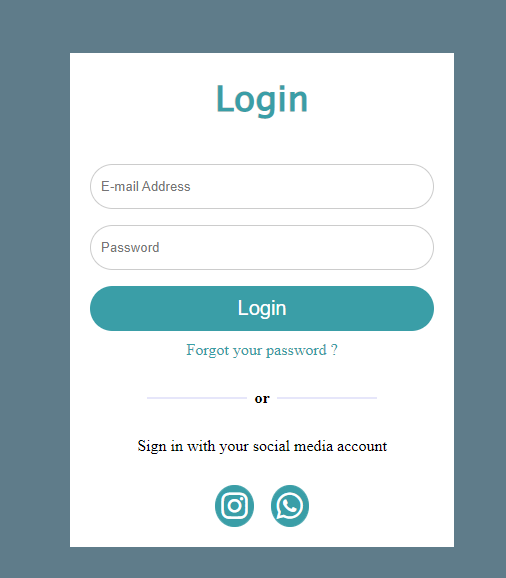 Login
E-mail Address
Password
Login
Forgot your password ?
or
Sign in with your social media account